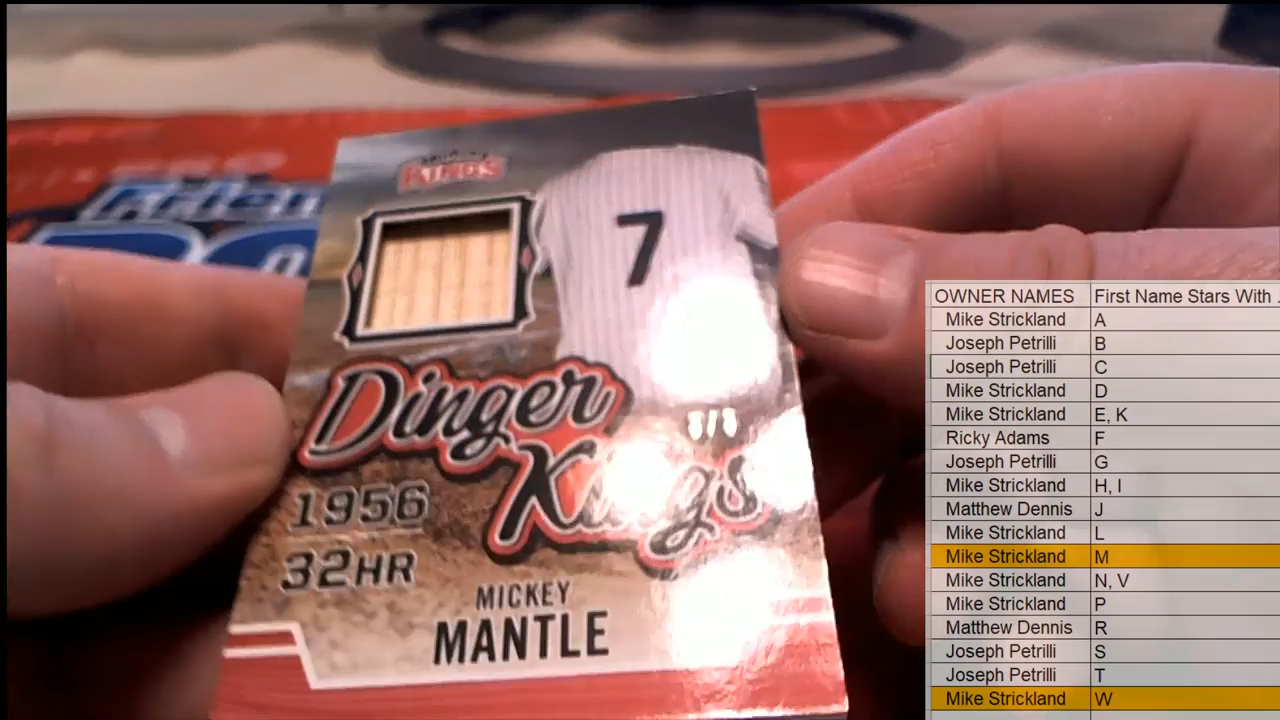 KINGS
7
Dinger
Kings
1956
32HR
MICKEY
MANTLE
OWNER NAMES First Name Stars With
Mike Strickland A
Joseph Petrilli B
Joseph Petrilli C
Mike Strickland D
Mike Strickland E, K
Ricky Adams F
Joseph Petrilli G
Mike Strickland H, I
Matthew Dennis J
Mike Strickland L
Mike Strickland M
Mike Strickland N, V
Mike Strickland P
Matthew Dennis R
Joseph Petrilli S
Joseph Petrilli T
Mike Strickland W